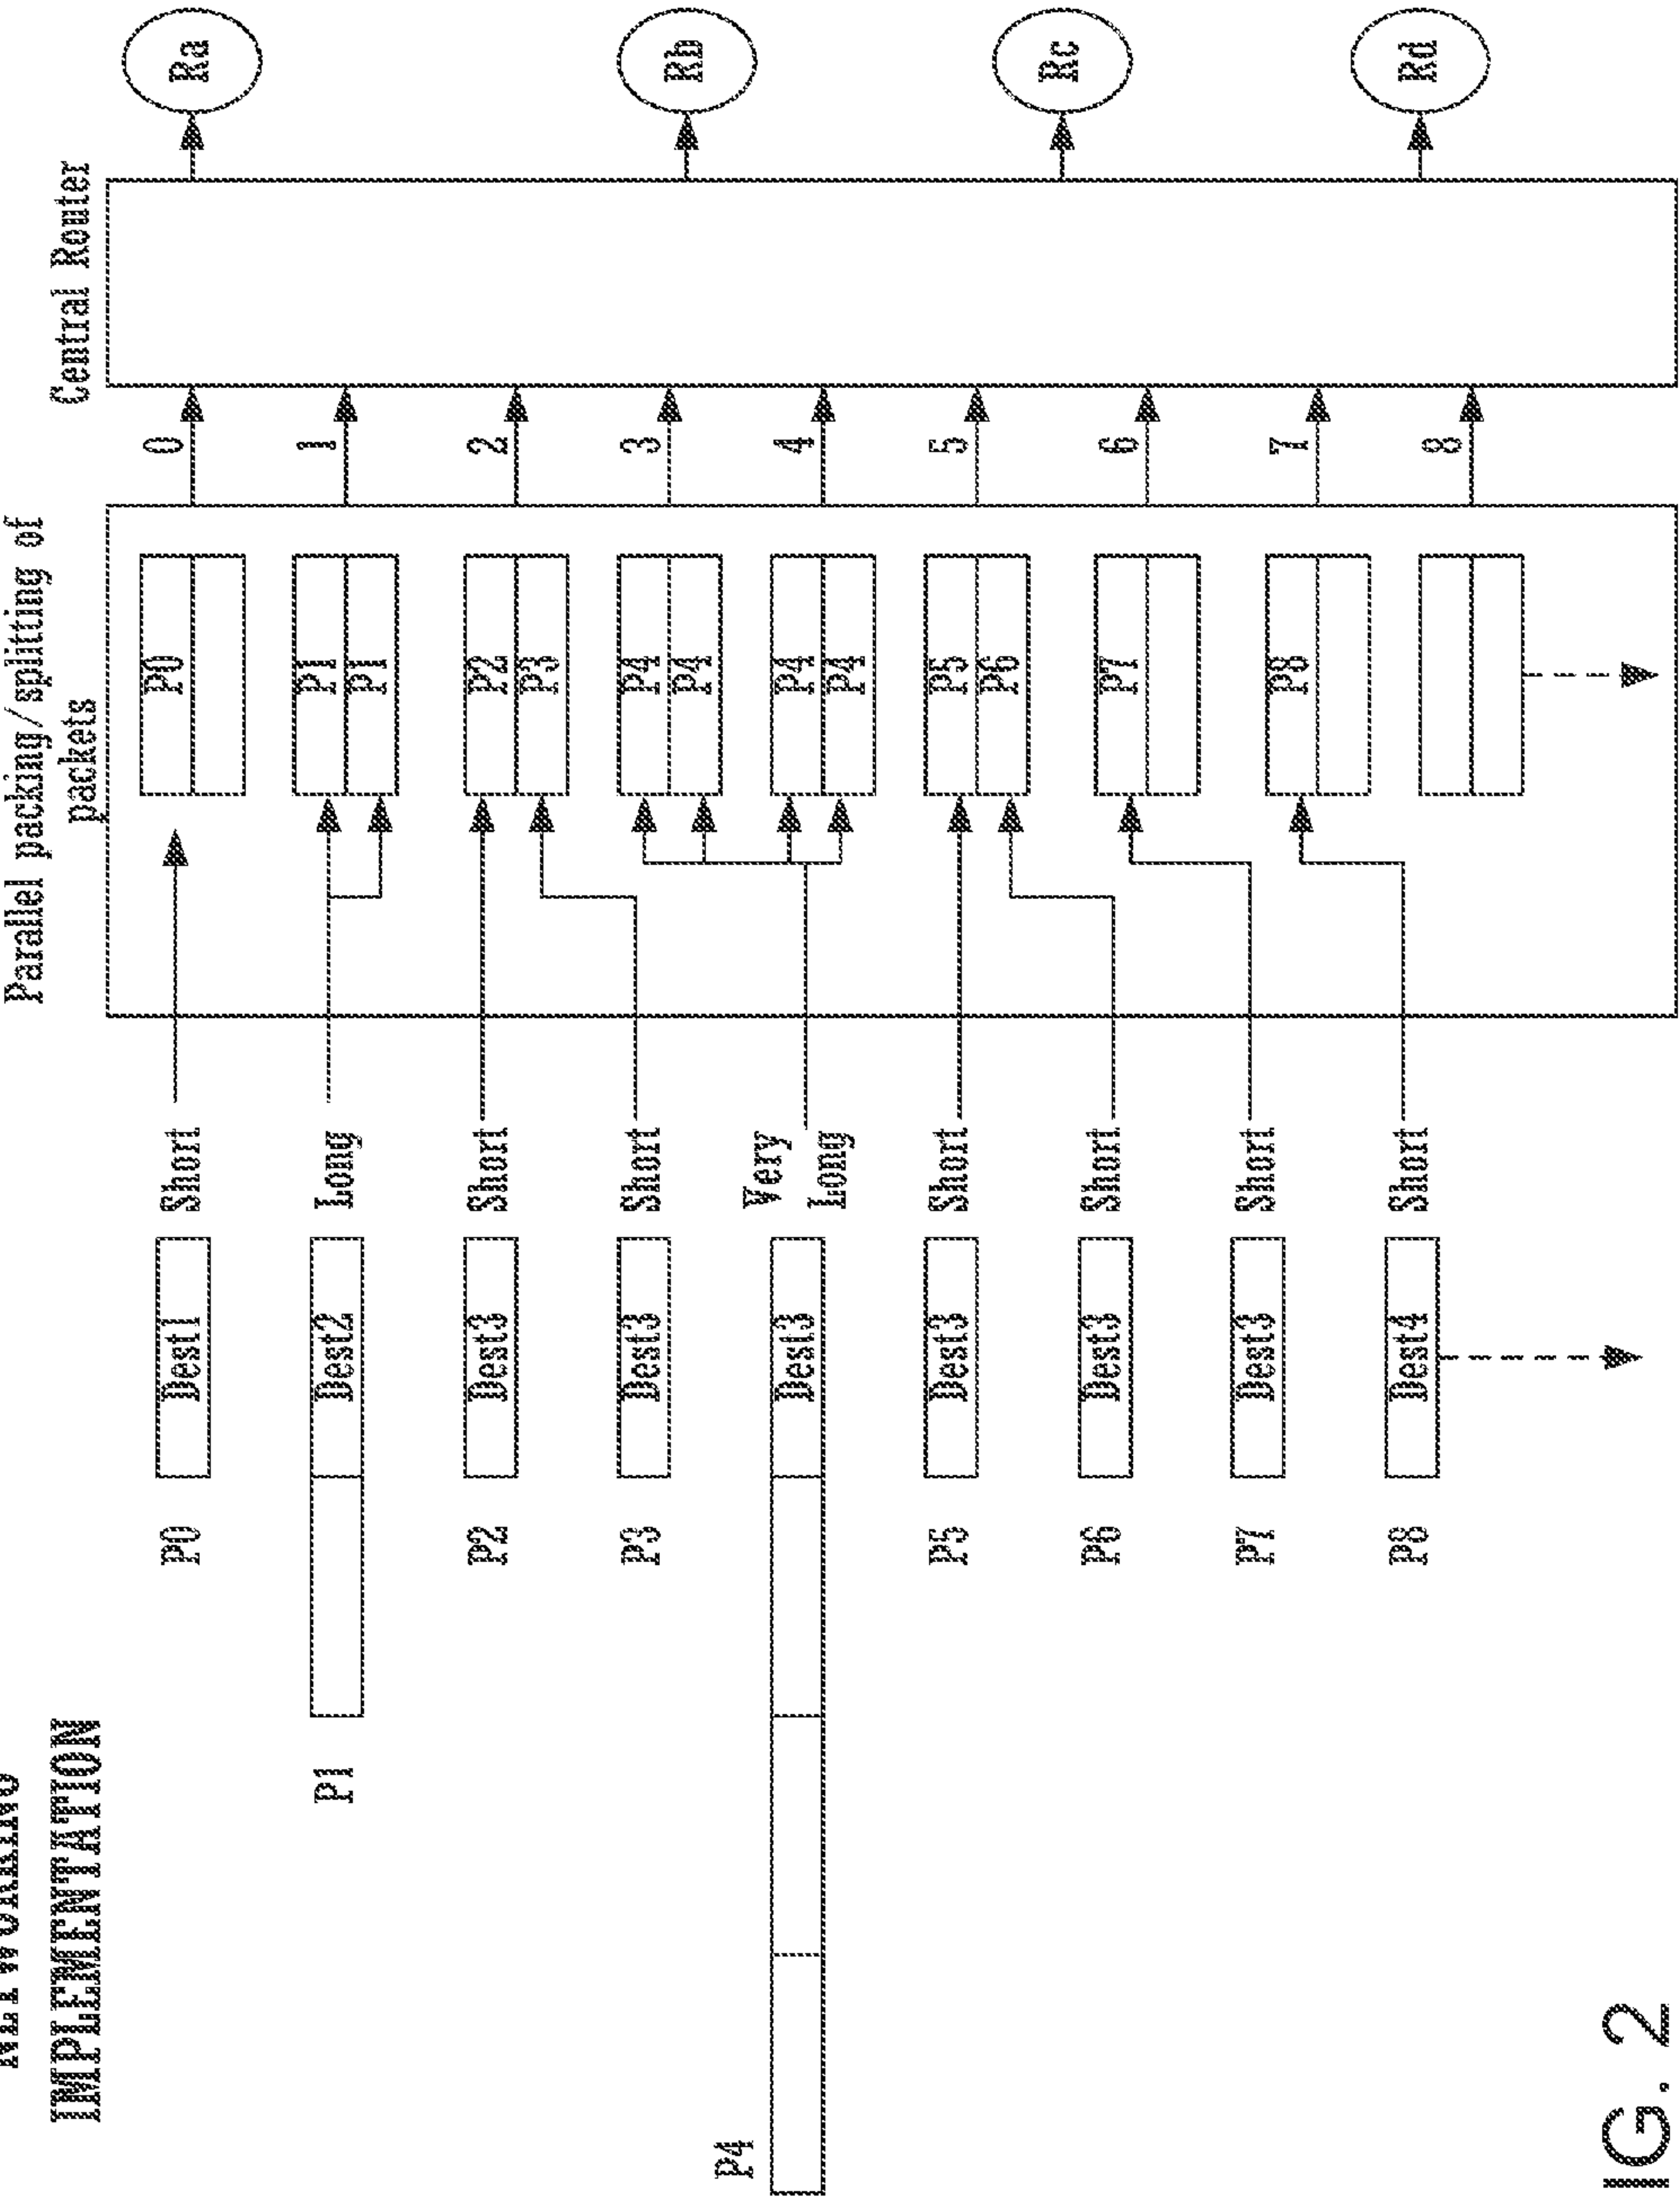 NETWORKING
IMPLEMENTATION
Parallel packing/splitting of
packets
Central Router
P0
Dest1
Short
P0
0
Ra
P1
Dest2
Long
P1
P1
1
P2
Dest3
Short
P2
2
P3
Dest3
Short
P3
Rb
P4
Dest3
Very
Long
P4
P4
3
P4
P4
4
P5
Dest3
Short
P5
5
P6
Dest3
Short
P6
Rc
P7
Dest3
Short
P7
6
P8
Dest4
Short
P8
7
8
Rd
IG. 2